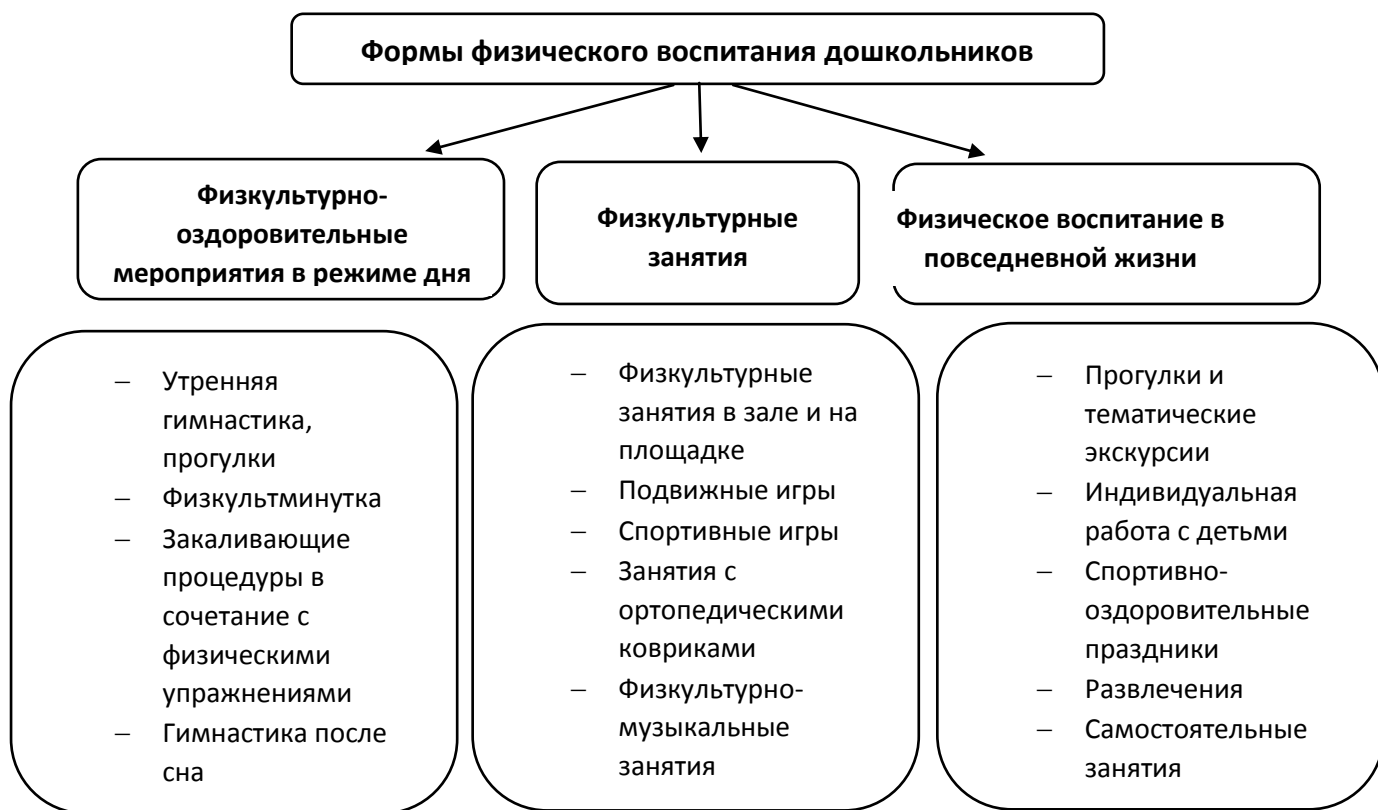 Формы физического воспитания дошкольников
Физкультурно-
оздоровительные
мероприятия в режиме дня
Физкультурные
занятия
Физическое воспитание в
повседневной жизни
– Утренняя
гимнастика,
прогулки
– Физкультминутка
– Закаливающие
процедуры в
сочетание с
физическими
упражнениями
– Гимнастика после
сна
– Физкультурные
занятия в зале и на
площадке
– Подвижные игры
– Спортивные игры
– Занятия с
ортопедическими
ковриками
– Физкультурно-
музыкальные
занятия
– Прогулки и
тематические
экскурсии
– Индивидуальная
работа с детьми
– Спортивно-
оздоровительные
праздники
– Развлечения
– Самостоятельные
занятия